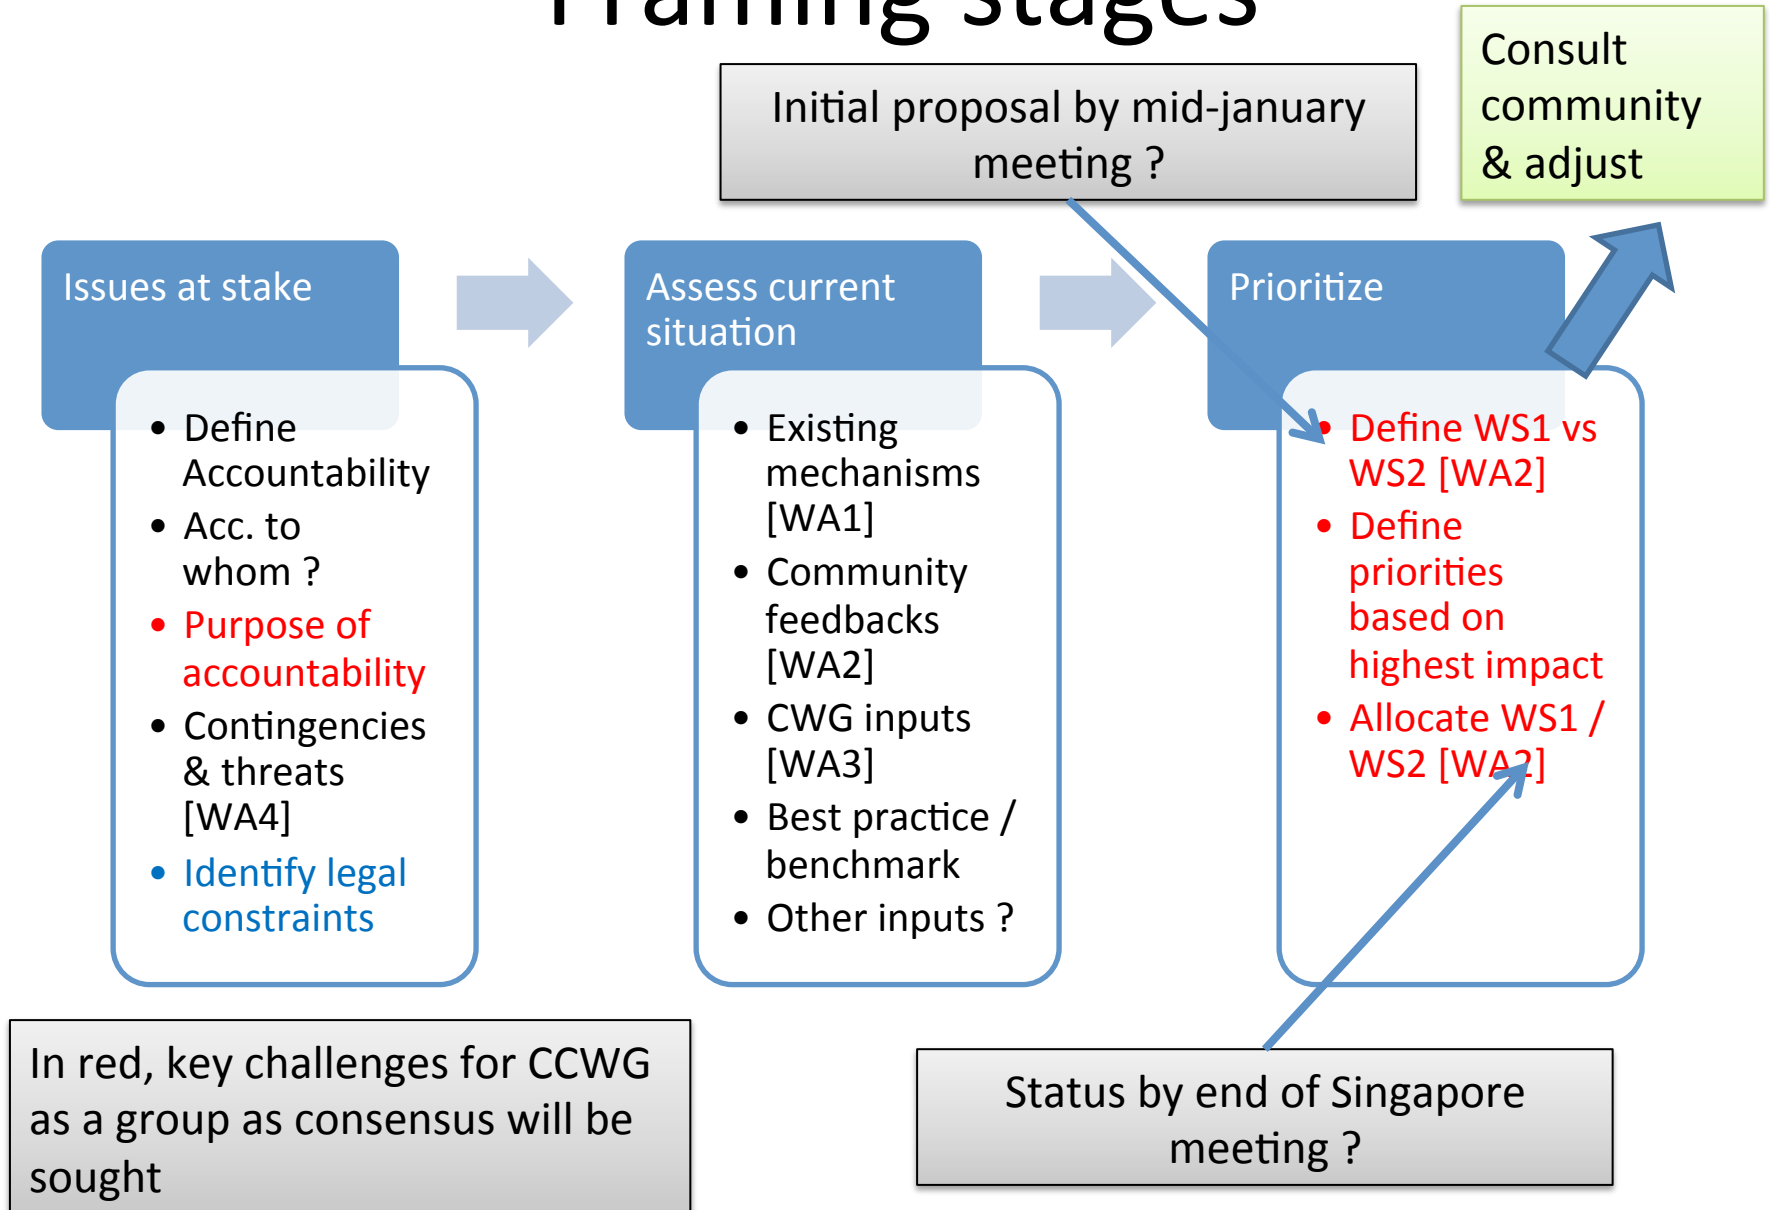 Framing stages
Consult
community
& adjust
Initial proposal by mid-january
meeting ?
Issues at stake
• Define
Accountability
• Acc. to
whom ?
• Purpose of
accountability
• Contingencies
& threats
[WA4]
• Identify legal
constraints
Assess current
situation
• Existing
mechanisms
[WA1]
• Community
feedbacks
[WA2]
• CWG inputs
[WA3]
• Best practice /
benchmark
• Other inputs ?
Prioritize
• Define WS1 vs
WS2 [WA2]
• Define
priorities
based on
highest impact
• Allocate WS1 /
WS2 [WA2]
In red, key challenges for CCWG
as a group as consensus will be
sought
Status by end of Singapore
meeting ?